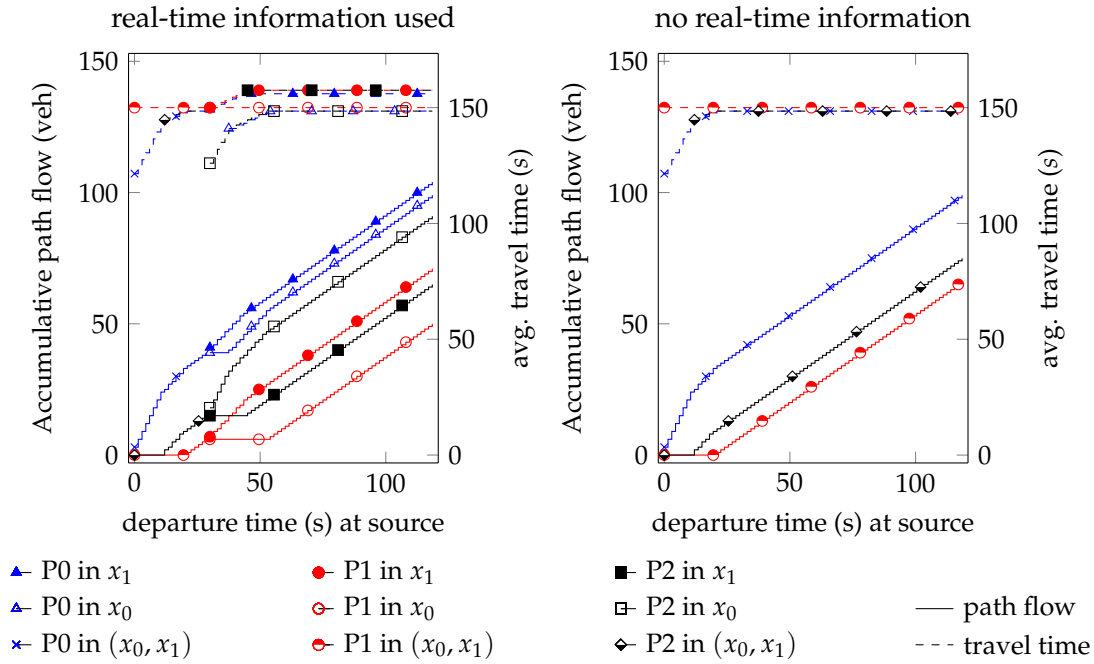 real-time information used
no real-time information
150
100
50
0
Accumulative path flow (veh)
150
100
50
0
avg. travel time (s)
0
50
100
departure time (s) at source
150
100
50
0
Accumulative path flow (veh)
150
100
50
0
avg. travel time (s)
0
50
100
departure time (s) at source
P0 in x₁
P1 in x₁
P2 in x₁
P0 in x₀
P1 in x₀
P2 in x₀
path flow
P0 in (x₀, x₁)
P1 in (x₀, x₁)
P2 in (x₀, x₁)
travel time